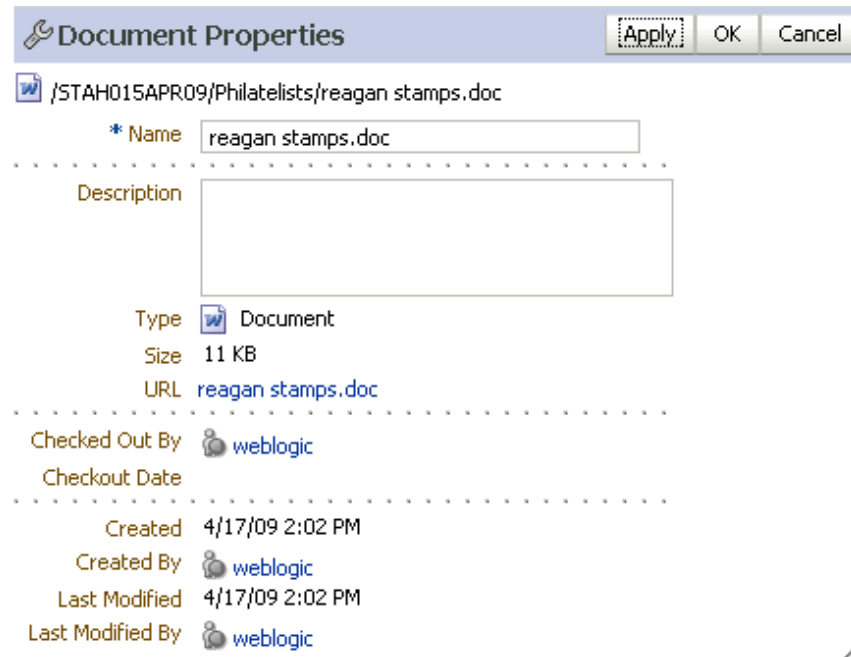 Document Properties Apply OK Cancel
/STAH015APR09/Philatelists/reagan stamps.doc
* Name reagan stamps.doc
Description
Type Document
Size 11 KB
URL reagan stamps.doc
Checked Out By weblogic
Checkout Date
Created 4/17/09 2:02 PM
Created By weblogic
Last Modified 4/17/09 2:02 PM
Last Modified By weblogic